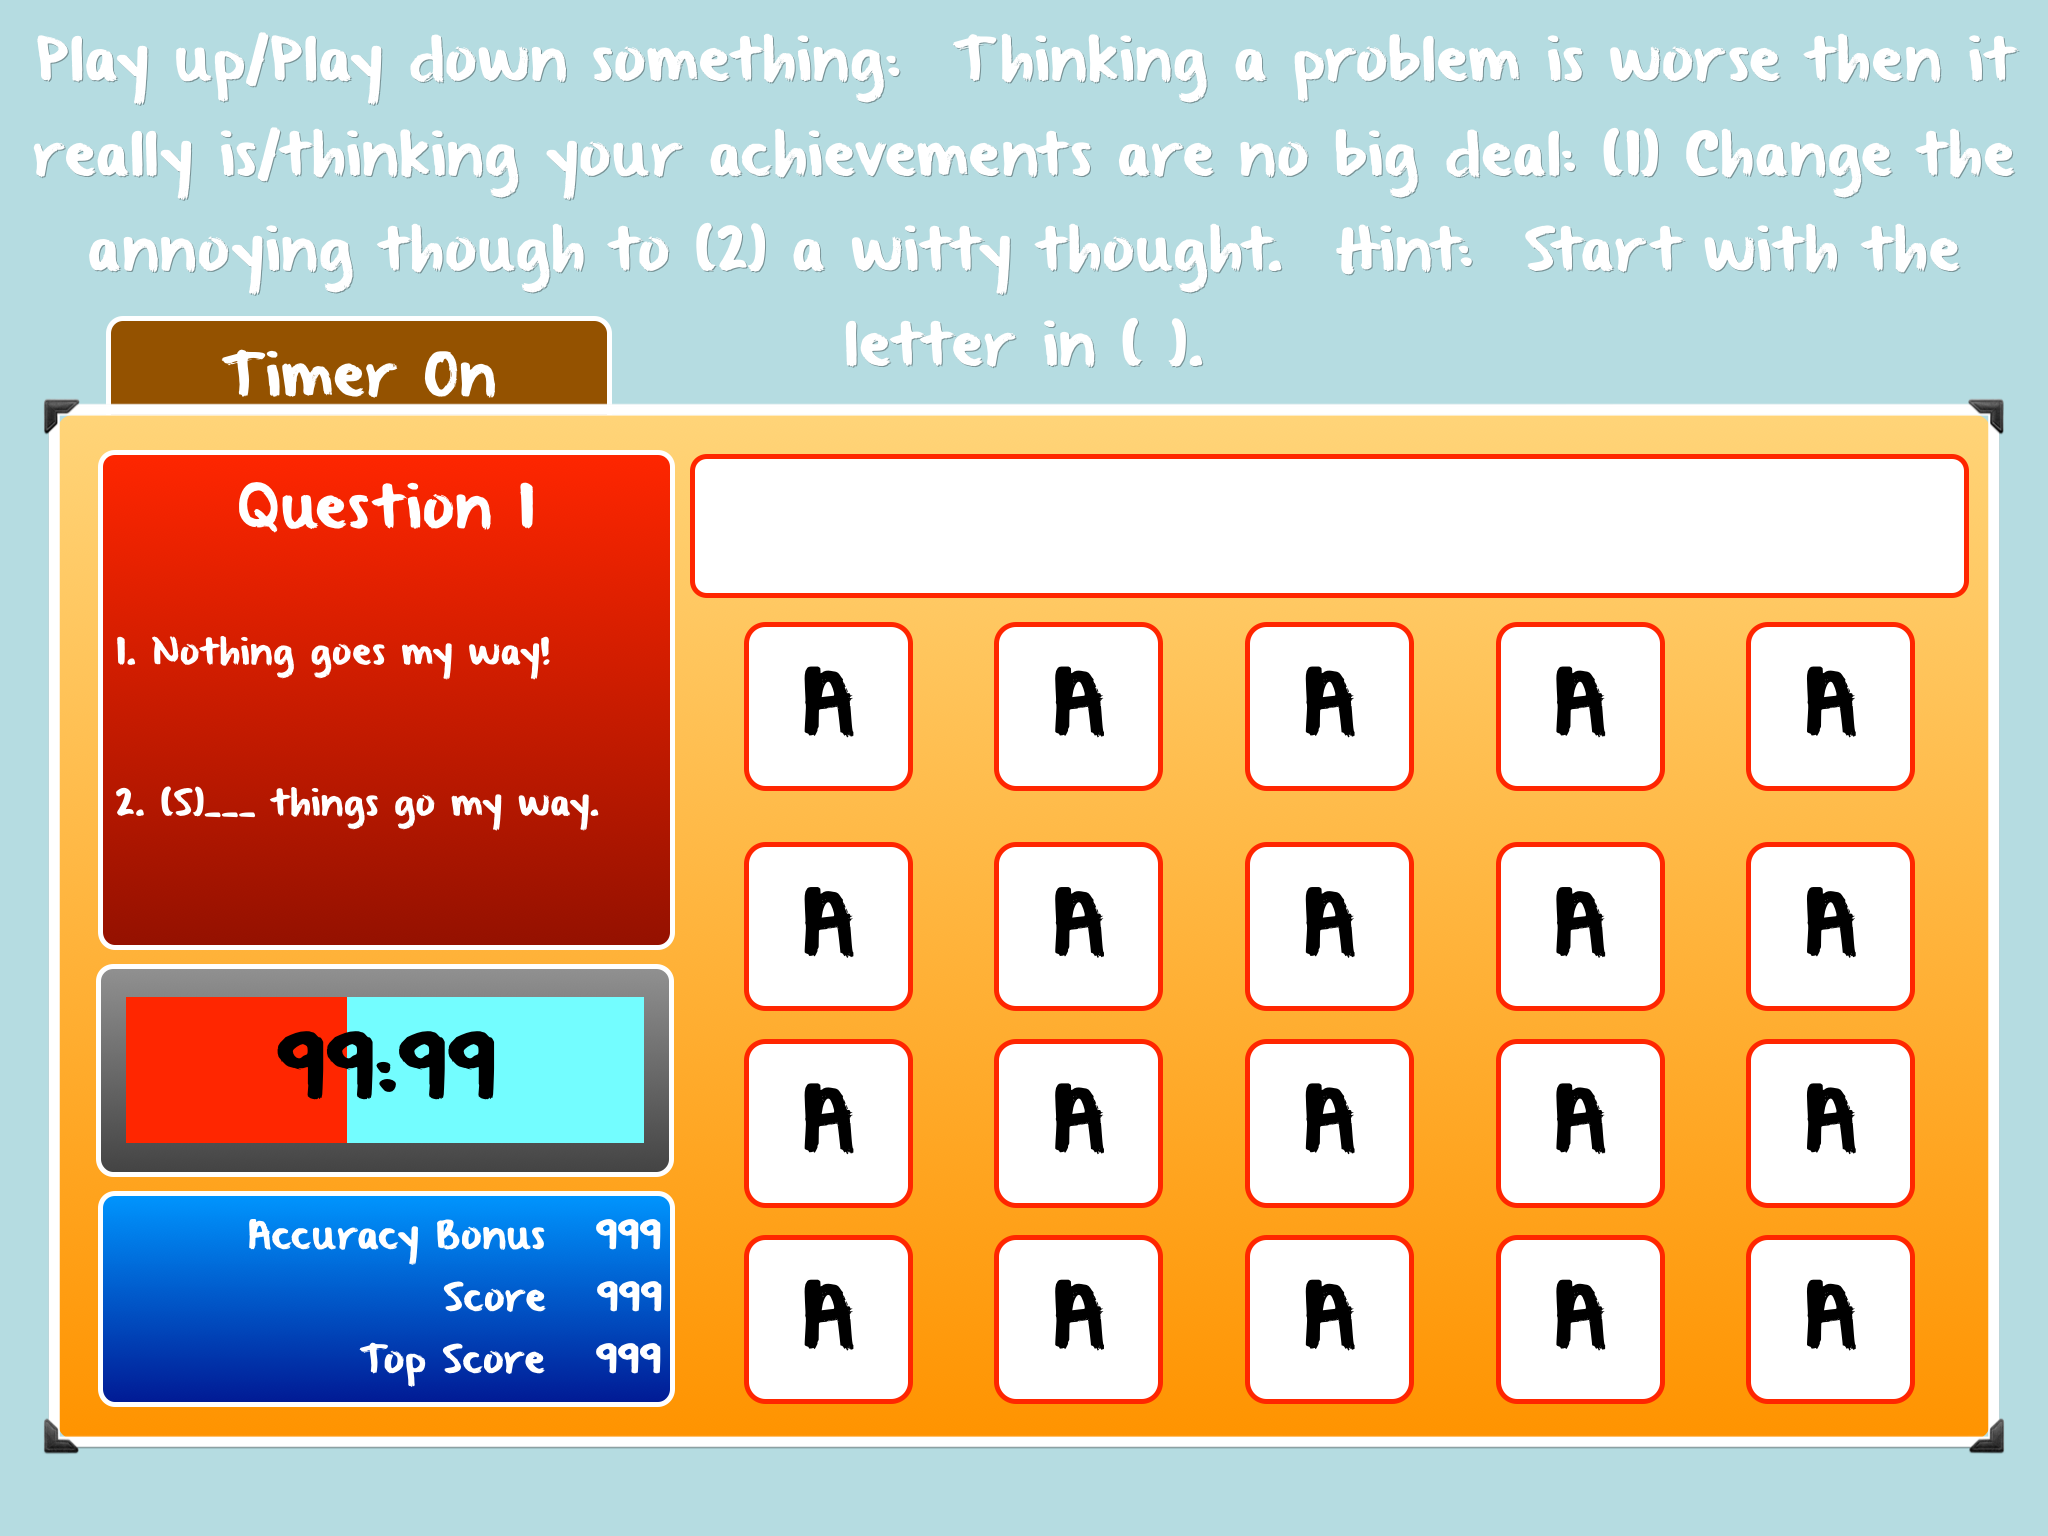 Play up/Play down something: Thinking a problem is worse then it
really is/thinking your achievements are no big deal: (1) Change the
annoying though to (2) a witty thought. Hint: Start with the
letter in ( ).
Timer On
Question 1
1. Nothing goes my way!
2. (S)___ things go my way.
99:99
Accuracy Bonus 999
Score 999
Top Score 999
A A A A A
A A A A A
A A A A A
A A A A A